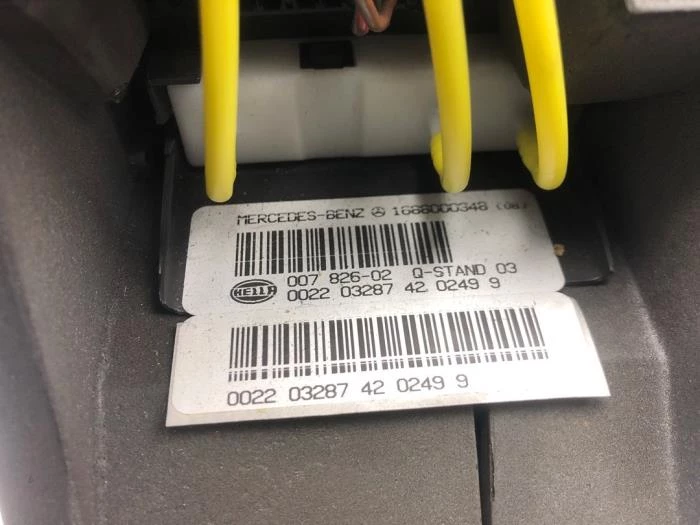 MERCEDES-BENZ 1688000348 (08)
HELLA
007 826-02 Q-STAND 03
0022 03287 42 0249 9
0022 03287 42 0249 9